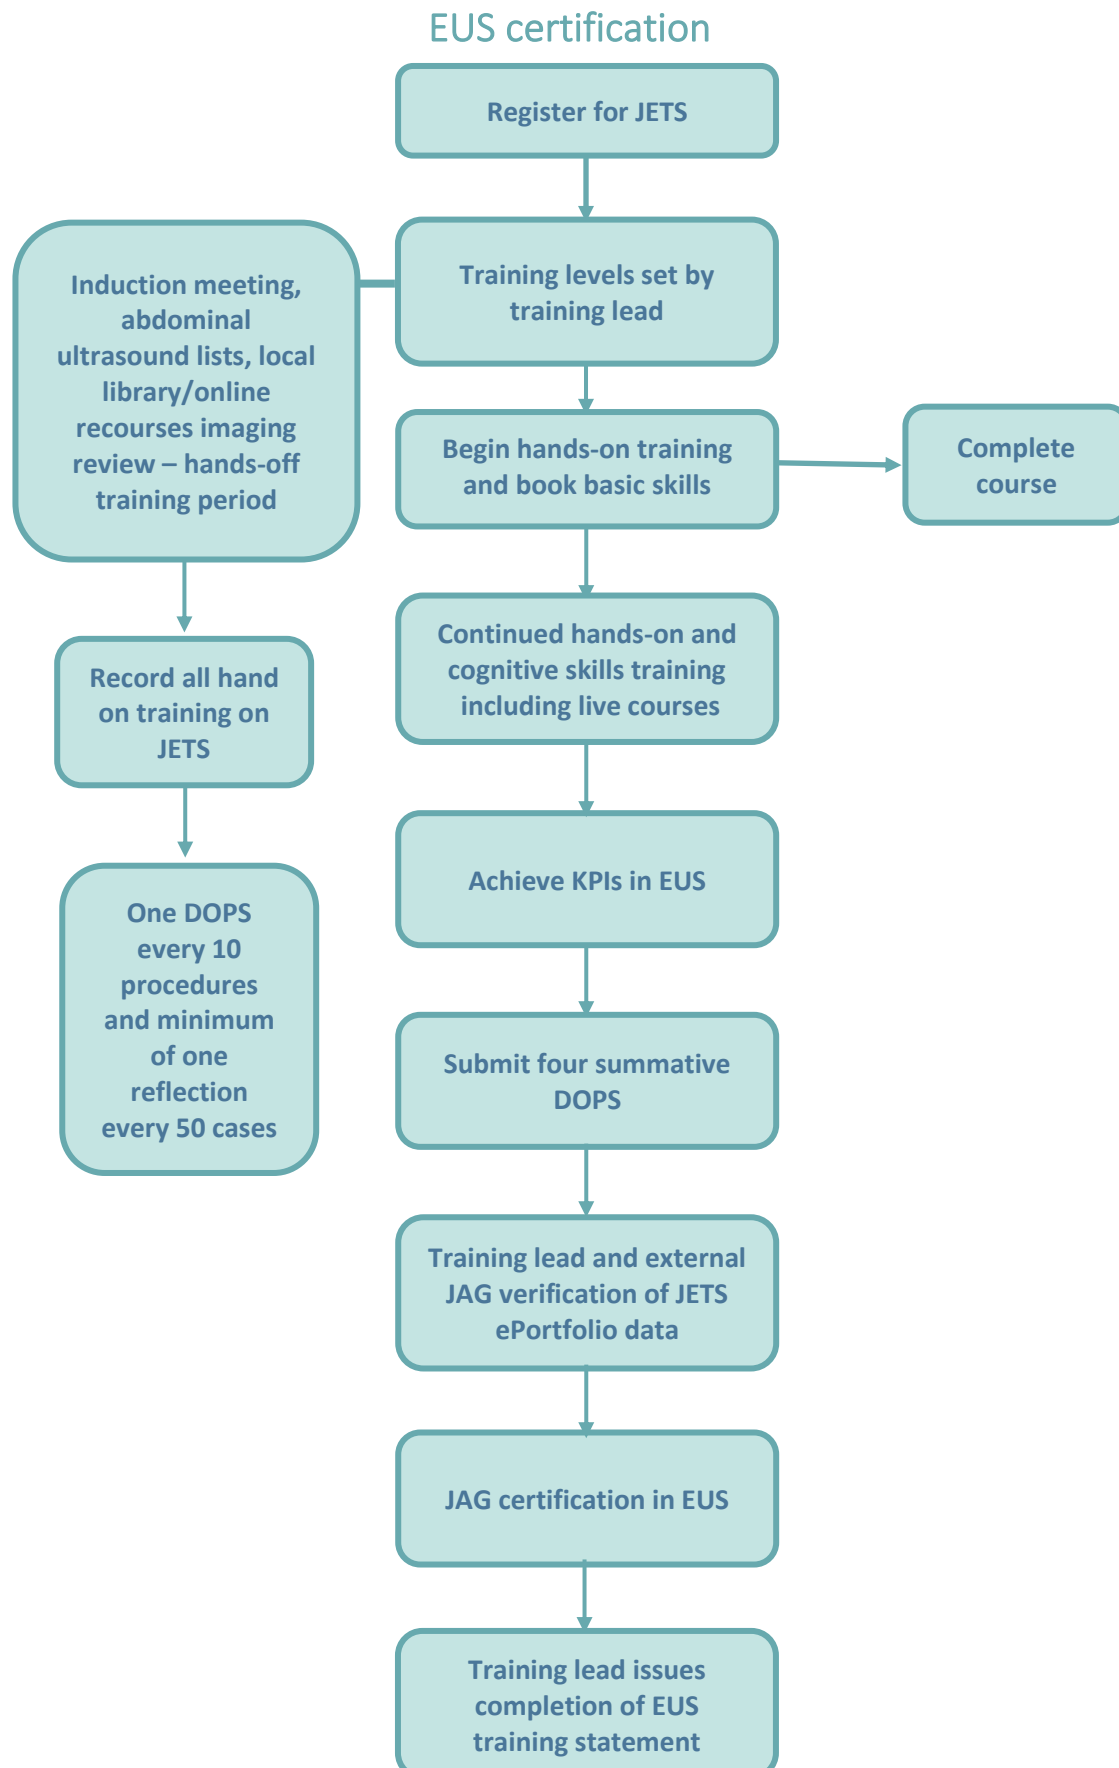 EUS certification
Register for JETS
Training levels set by
training lead
Induction meeting,
abdominal
ultrasound lists, local
library/online
recourses imaging
review – hands-off
training period
Begin hands-on training
and book basic skills
Complete
course
Continued hands-on and
cognitive skills training
including live courses
Record all hand
on training on
JETS
Achieve KPIs in EUS
One DOPS
every 10
procedures
and minimum
of one
reflection
every 50 cases
Submit four summative
DOPS
Training lead and external
JAG verification of JETS
ePortfolio data
JAG certification in EUS
Training lead issues
completion of EUS
training statement